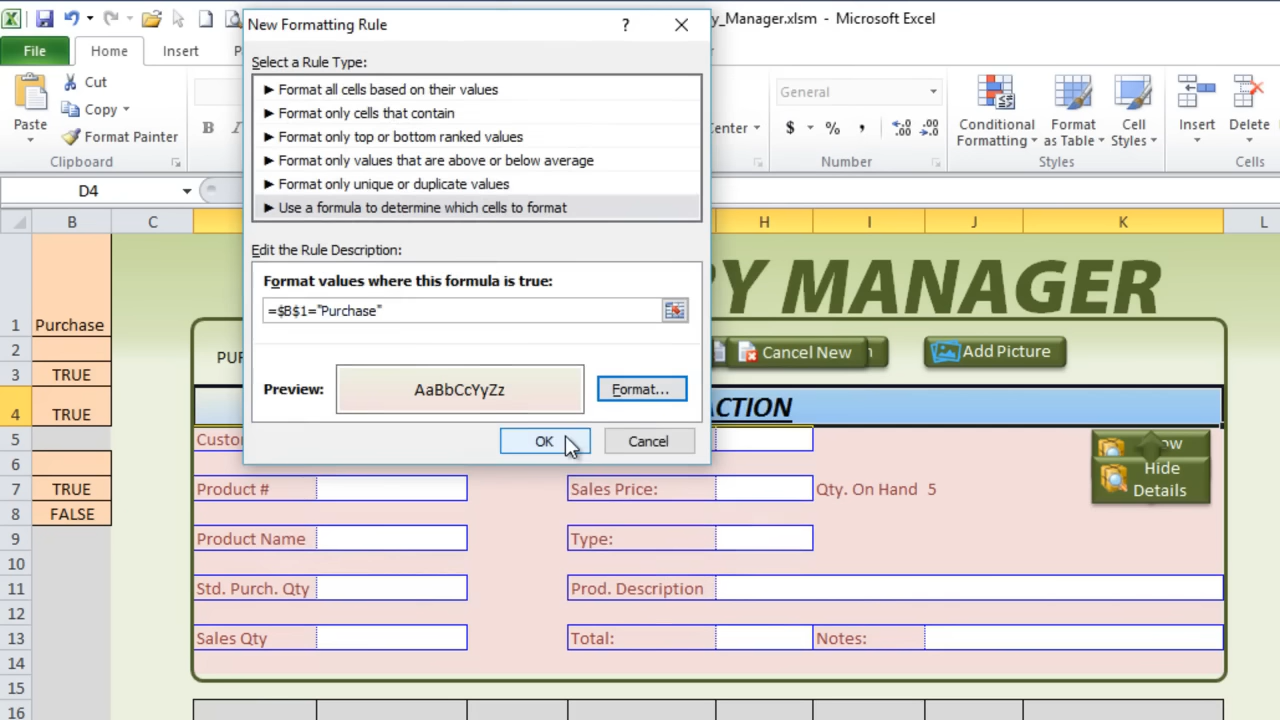 y_Manager.xlsm - Microsoft Excel
New Formatting Rule ?
File Home Insert P
Select a Rule Type:
► Format all cells based on their values
► Format only cells that contain
► Format only top or bottom ranked values
► Format only values that are above or below average
► Format only unique or duplicate values
► Use a formula to determine which cells to format
Paste
Cut
Copy
Format Painter
Clipboard
B I
Center
General
$ % , .00 .00
Number
Conditional Formatting
Format as Table
Cell Styles
Styles
Insert Delete
Cells
D4
Edit the Rule Description:
Format values where this formula is true:
=$B$1="Purchase"
Preview: AaBbCcYyZz Format...
OK Cancel
B C H I J K L
Y MANAGER
1 Purchase
2
3 TRUE PUR Cancel New n Add Picture
4 TRUE ACTION
5 Custo ow
6 Hide
7 TRUE Product # Sales Price: Qty. On Hand 5 Details
8 FALSE
9 Product Name Type:
10
11 Std. Purch. Qty Prod. Description
12
13 Sales Qty Total: Notes:
14
15
16